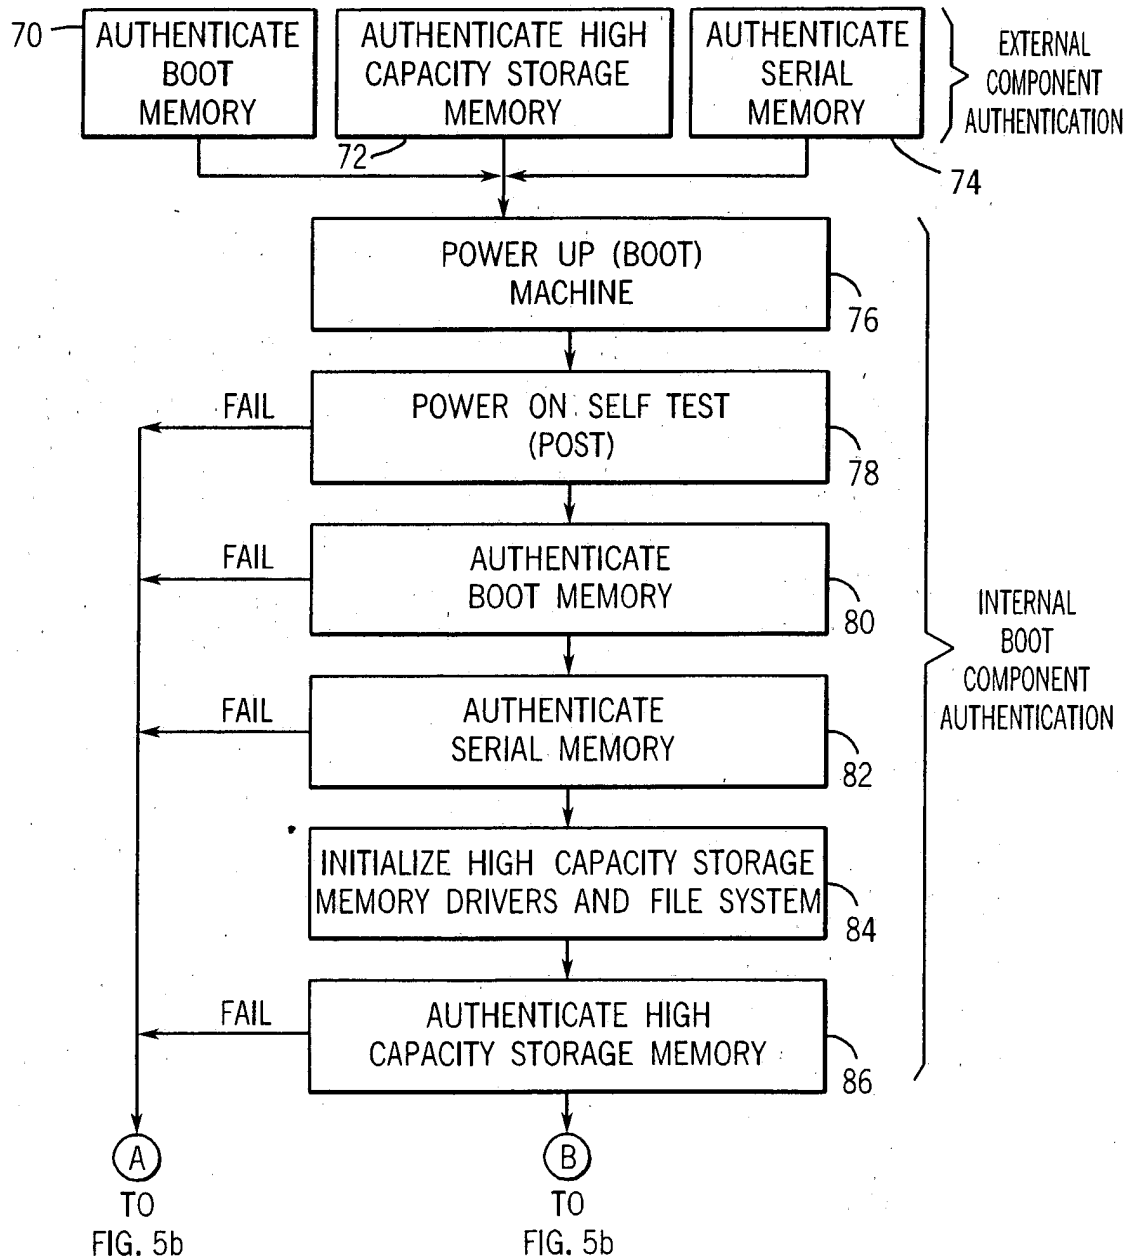 70
AUTHENTICATE
BOOT
MEMORY
AUTHENTICATE HIGH
CAPACITY STORAGE
MEMORY
72
AUTHENTICATE
SERIAL
MEMORY
74
EXTERNAL
COMPONENT
AUTHENTICATION
POWER UP (BOOT)
MACHINE
76
FAIL
POWER ON SELF TEST
(POST)
78
FAIL
AUTHENTICATE
BOOT MEMORY
80
INTERNAL
BOOT
COMPONENT
AUTHENTICATION
FAIL
AUTHENTICATE
SERIAL MEMORY
82
INITIALIZE HIGH CAPACITY STORAGE
MEMORY DRIVERS AND FILE SYSTEM
84
FAIL
AUTHENTICATE HIGH
CAPACITY STORAGE MEMORY
86
A
TO
FIG. 5b
B
TO
FIG. 5b